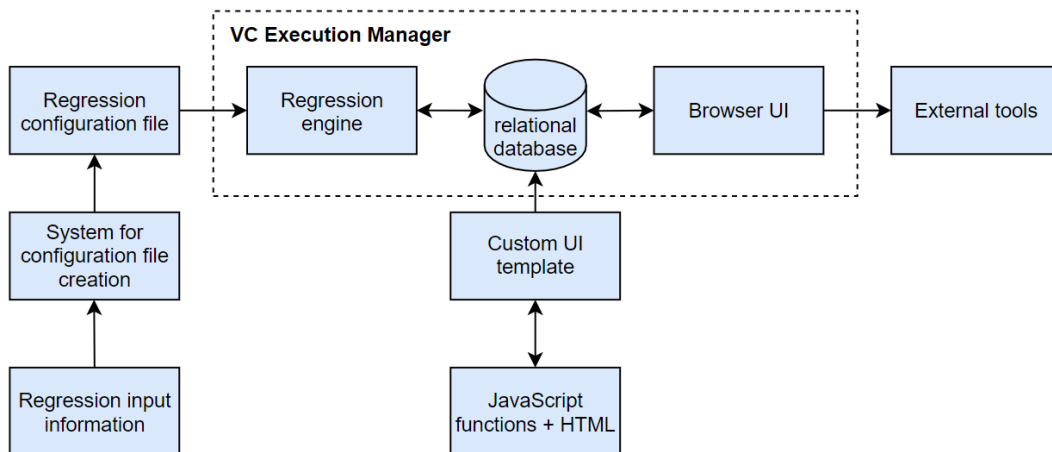 VC Execution Manager
Regression
configuration file
Regression
engine
relational
database
Browser UI
External tools
System for
configuration file
creation
Custom UI
template
Regression input
information
JavaScript
functions + HTML